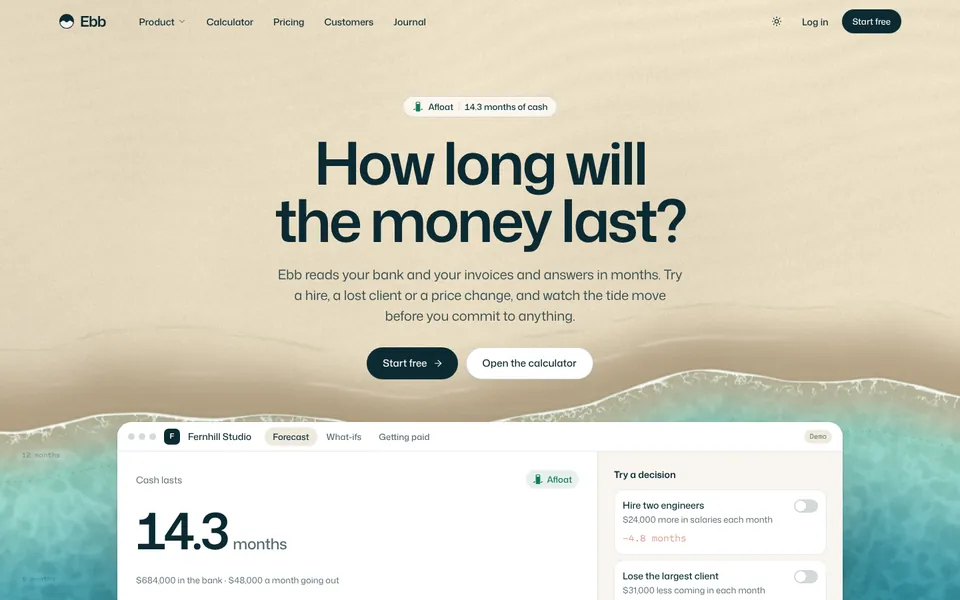 Ebb
Product
Calculator
Pricing
Customers
Journal
Log in
Start free
Afloat
14.3 months of cash
How long will
the money last?
Ebb reads your bank and your invoices and answers in months. Try
a hire, a lost client or a price change, and watch the tide move
before you commit to anything.
Start free →
Open the calculator
F
Fernhill Studio
Forecast
What-ifs
Getting paid
Demo
12 months
Cash lasts
Afloat
14.3 months
$684,000 in the bank · $48,000 a month going out
Try a decision
Hire two engineers
$24,000 more in salaries each month
−4.8 months
Lose the largest client
$31,000 less coming in each month